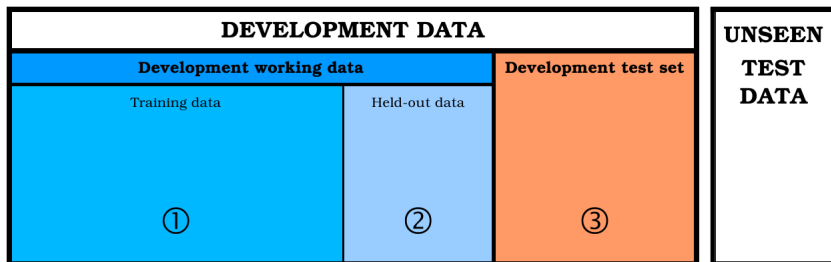 DEVELOPMENT DATA
Development working data
Development test set
Training data
Held-out data
①
②
③
UNSEEN
TEST
DATA